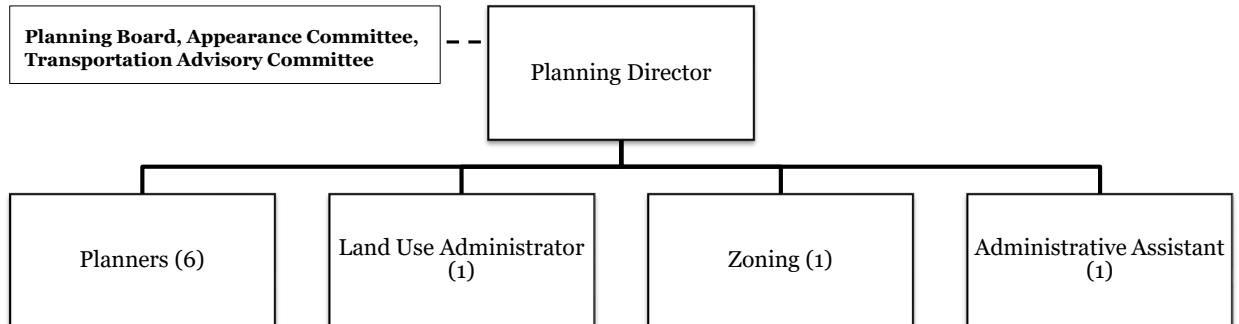 Planning Board, Appearance Committee,
Transportation Advisory Committee
Planning Director
Planners (6)
Land Use Administrator
(1)
Zoning (1)
Administrative Assistant
(1)